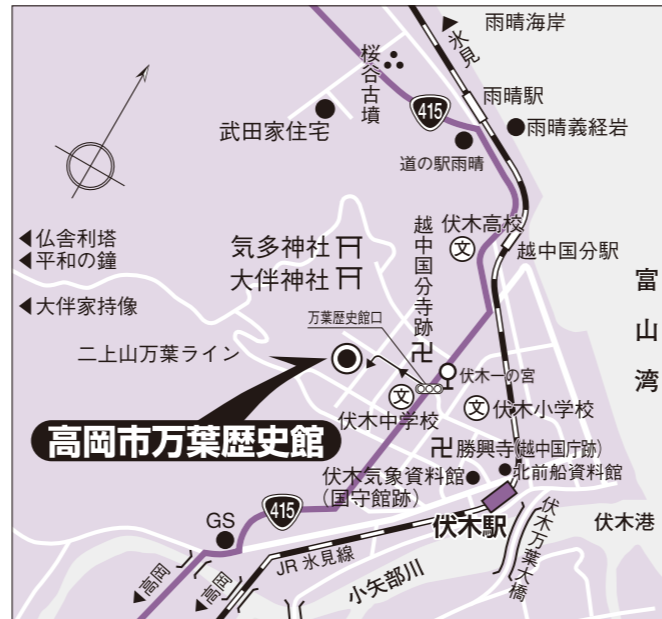 雨晴海岸
氷見
桜谷古墳
415
雨晴駅
武田家住宅
雨晴義経岩
道の駅雨晴
伏木高校
文
越中国分駅
仏舎利塔
平和の鐘
気多神社
大伴神社
越中国分寺跡
富山湾
大伴家持像
万葉歴史館口
二上山万葉ライン
伏木一の宮
文
伏木中学校
文
伏木小学校
高岡市万葉歴史館
勝興寺(越中国庁跡)
伏木気象資料館
(国守館跡)
北前船資料館
415
GS
伏木駅
伏木港
伏木万葉大橋
JR 氷見線
小矢部川
高岡
高岡